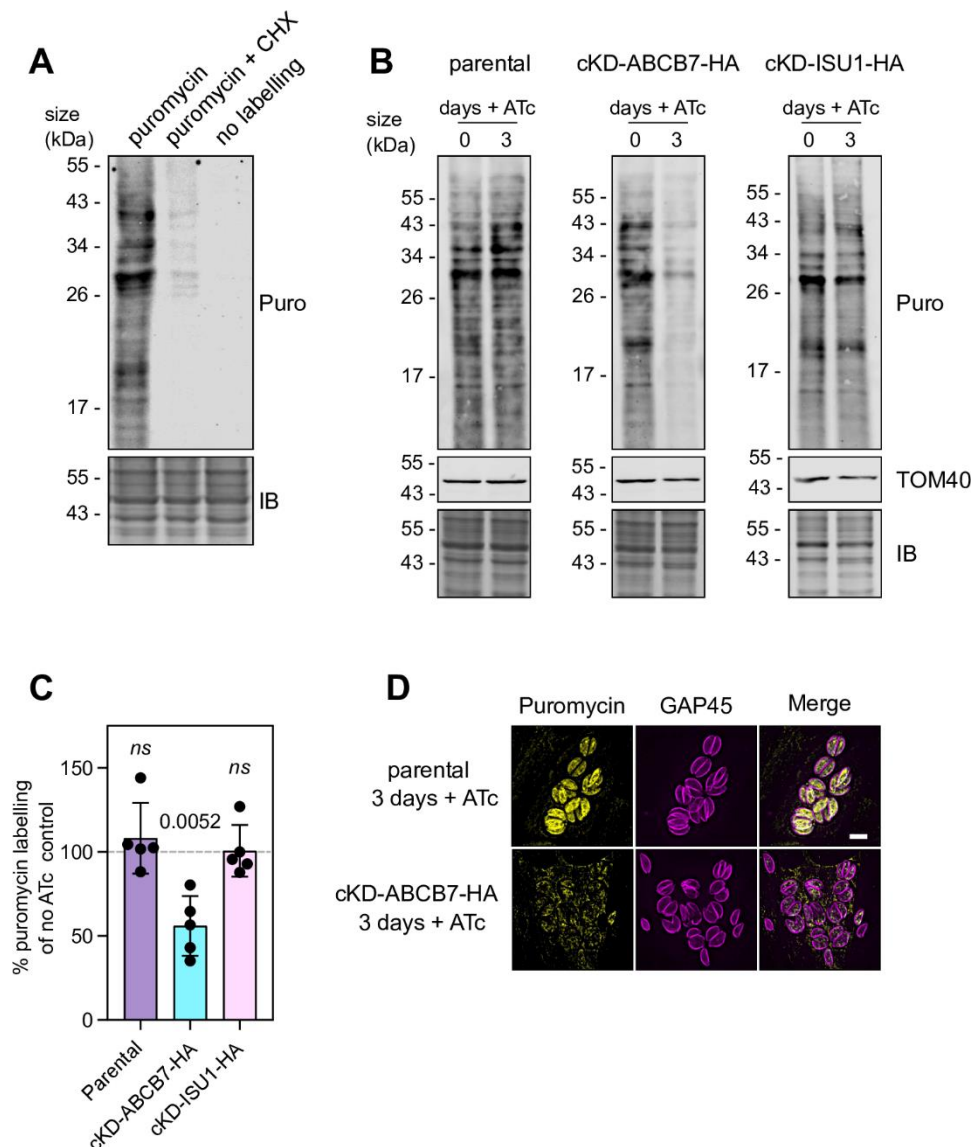 A
puromycin
puromycin + CHX
no labelling
size
(kDa)
55 -
43 -
34 -
26 -
17 -
Puro
55 -
43 -
IB
B
parental
cKD-ABCB7-HA
cKD-ISU1-HA
days + ATc
days + ATc
days + ATc
size
(kDa)
0 3
0 3
0 3
55 -
43 -
34 -
26 -
17 -
55 -
43 -
34 -
26 -
17 -
55 -
43 -
34 -
26 -
17 -
Puro
55 -
43 -
55 -
43 -
55 -
43 -
TOM40
55 -
43 -
55 -
43 -
55 -
43 -
IB
C
% puromycin labelling
of no ATc control
150
100
50
0
ns
0.0052
ns
Parental
cKD-ABCB7-HA
cKD-ISU1-HA
D
Puromycin
GAP45
Merge
parental
3 days + ATc
cKD-ABCB7-HA
3 days + ATc